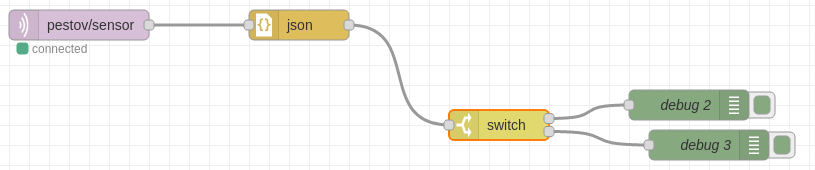 pestov/sensor
json
connected
switch
debug 2
debug 3